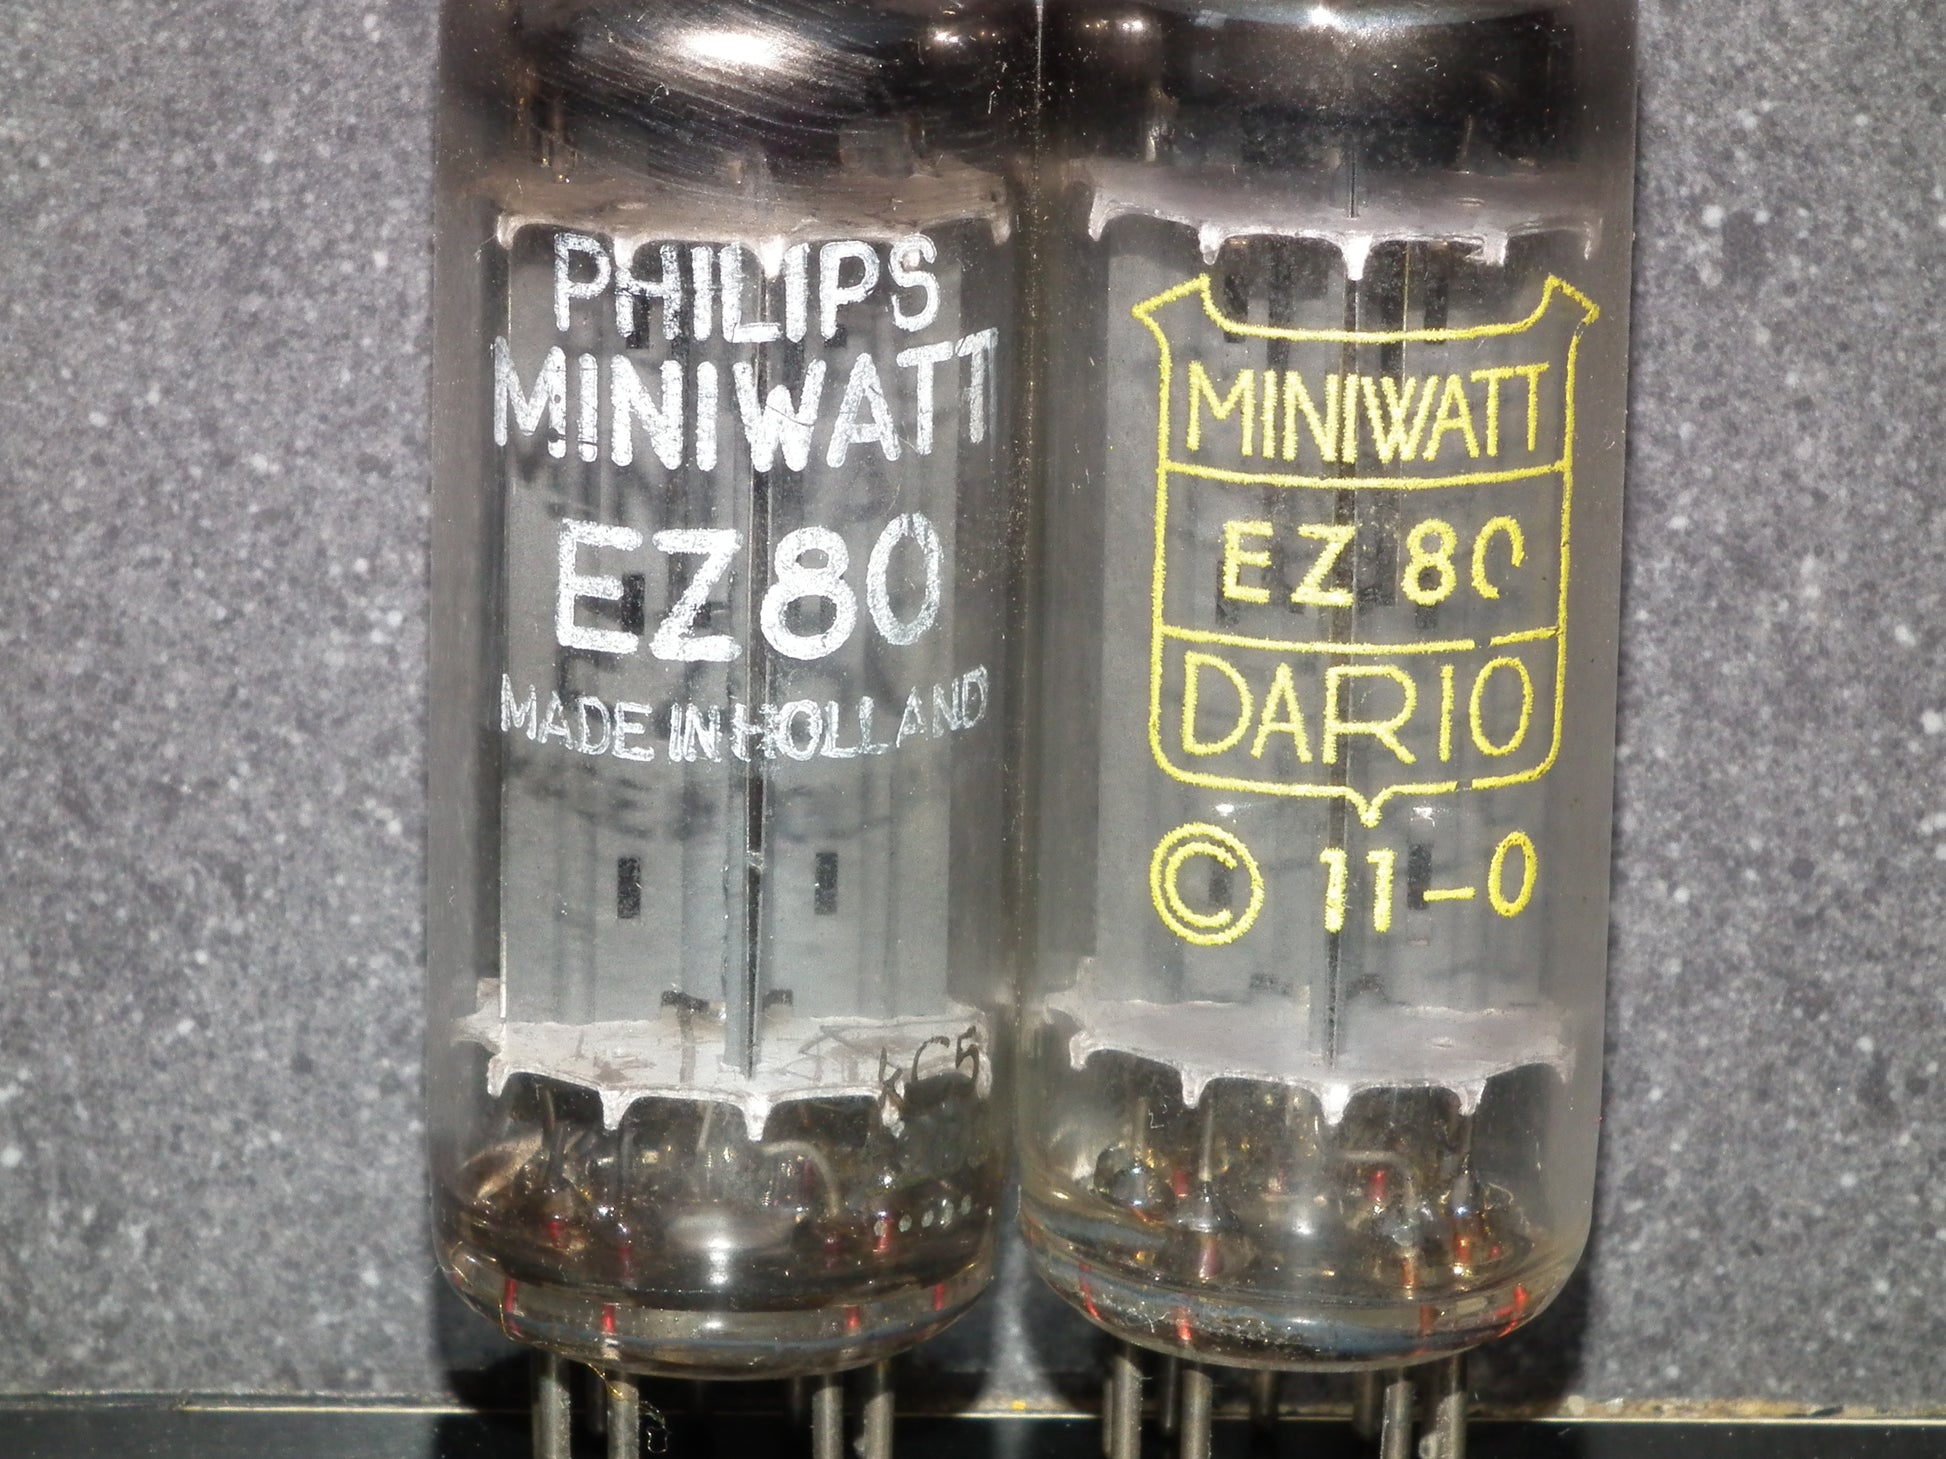 PHILIPS
MINIWATT
EZ80
MADE IN HOLLAND
MINIWATT
EZ 80
DARIO
© 11-0